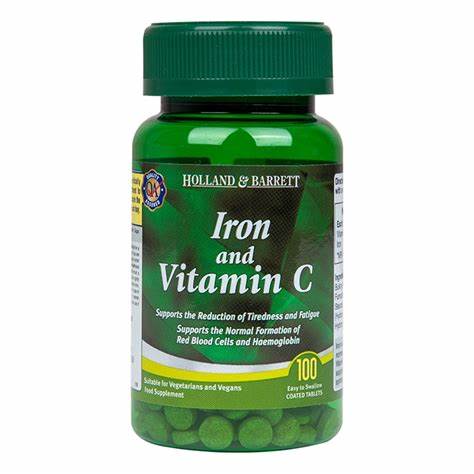 HOLLAND & BARRETT
Iron
and
Vitamin C
Supports the Reduction of Tiredness and Fatigue
Supports the Normal Formation of
Red Blood Cells and Haemoglobin
100
Easy to Swallow
COATED TABLETS
Suitable for Vegetarians and Vegans
Food Supplement